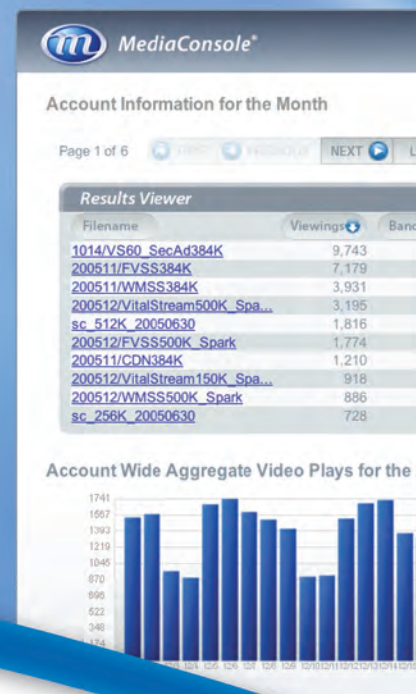 m MediaConsole®
Account Information for the Month
Page 1 of 6 FIRST PREVIOUS NEXT L
Results Viewer
Filename Viewings Band
1014/VS60_SecAd384K 9,743
200511/FVSS384K 7,179
200511/WMSS384K 3,931
200512/VitalStream500K_Spa... 3,195
sc_512K_20050630 1,816
200512/FVSS500K_Spark 1,774
200511/CDN384K 1,210
200512/VitalStream150K_Spa... 918
200512/WMSS500K_Spark 886
sc_256K_20050630 728
Account Wide Aggregate Video Plays for the
1741
1567
1393
1219
1045
870
696
522
348
174